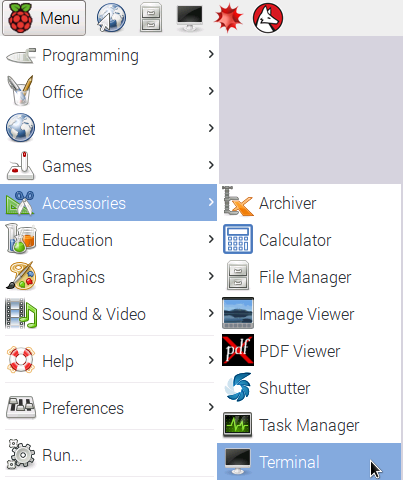 Menu
Programming
Office
Internet
Games
Accessories
Education
Graphics
Sound & Video
Help
Preferences
Run...
Archiver
Calculator
File Manager
Image Viewer
pdf
PDF Viewer
Shutter
Task Manager
Terminal